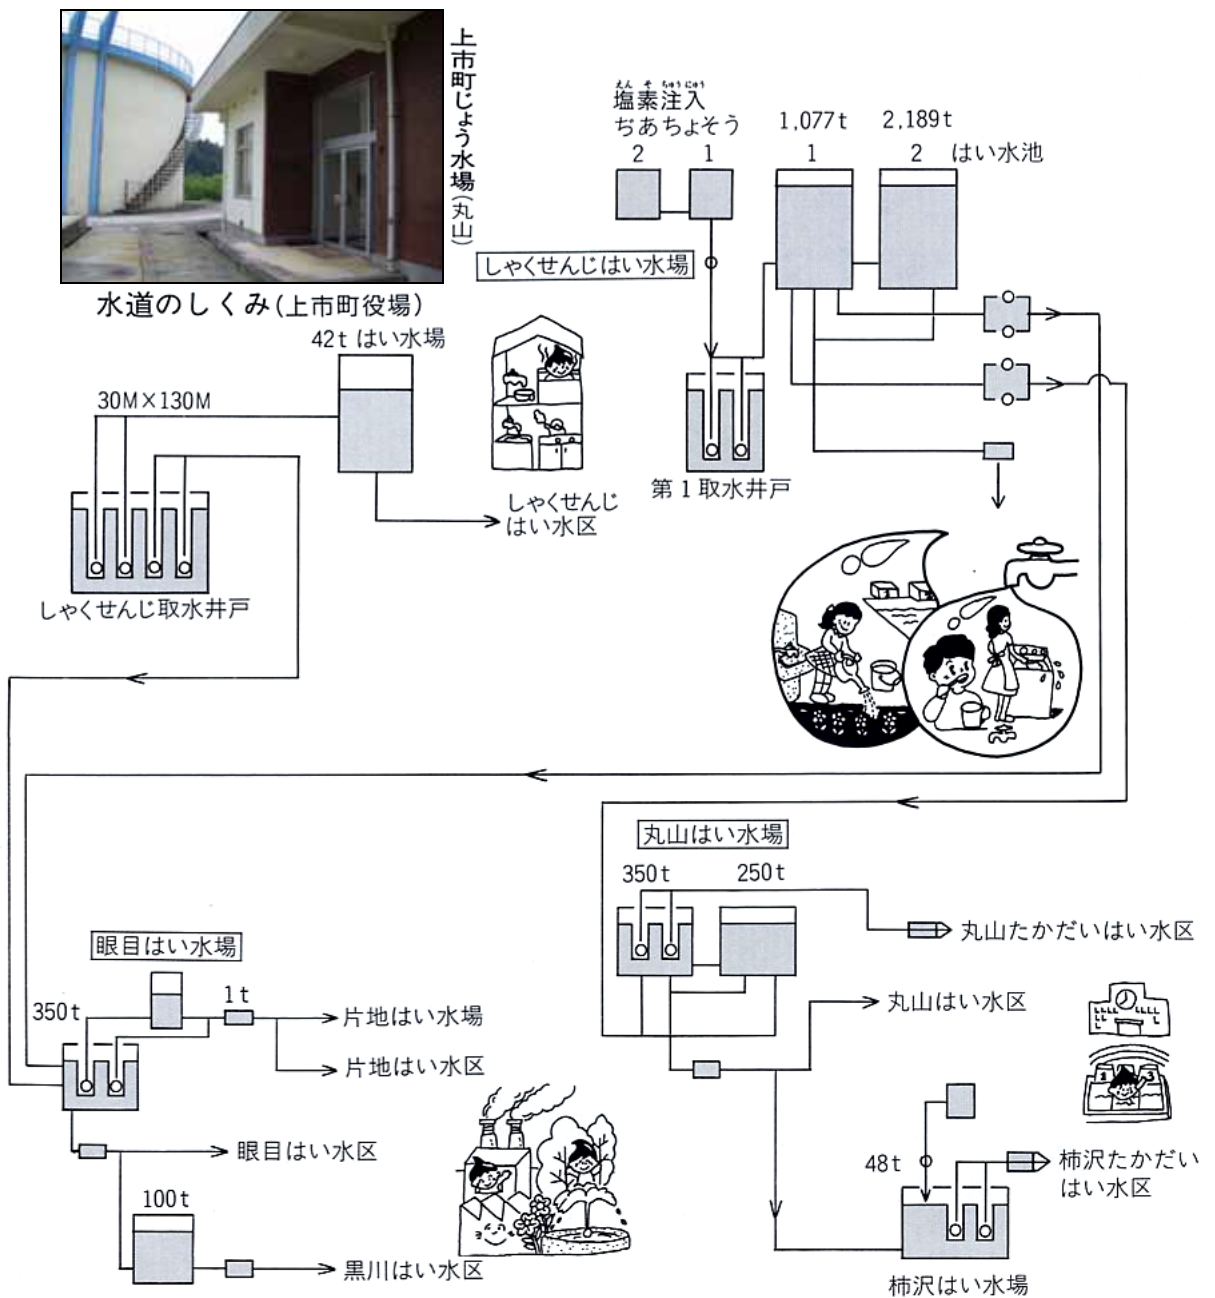 上市町じょう水場(丸山)
水道のしくみ(上市町役場)
えんそちゅうにゅう
塩素注入
ぢあちょそう
2 1
1,077t 2,189t
1 2 はい水池
しゃくせんじはい水場
第1取水井戸
42t はい水場
30M×130M
しゃくせんじ
はい水区
しゃくせんじ取水井戸
丸山はい水場
350t 250t
丸山たかだいはい水区
丸山はい水区
眼目はい水場
350t
1t
片地はい水場
片地はい水区
眼目はい水区
100t
黒川はい水区
1 3
48t
柿沢たかだい
はい水区
柿沢はい水場